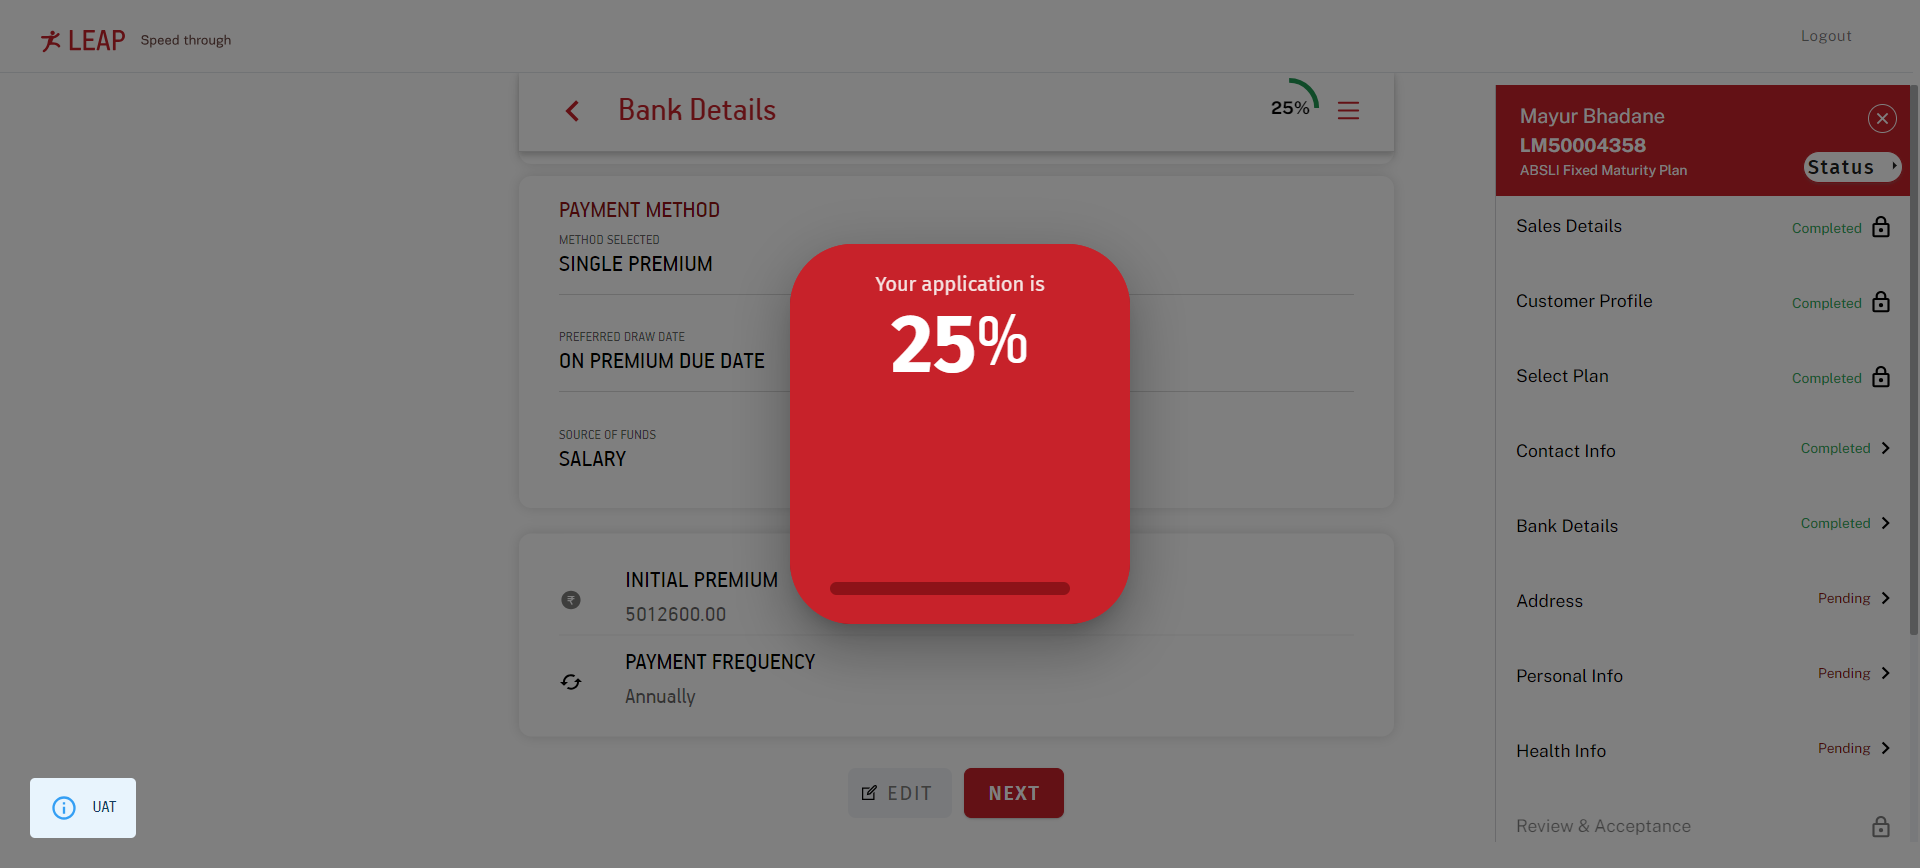 LEAP Speed through
Logout
Bank Details
25%
PAYMENT METHOD
METHOD SELECTED
SINGLE PREMIUM
PREFERRED DRAW DATE
ON PREMIUM DUE DATE
SOURCE OF FUNDS
SALARY
INITIAL PREMIUM
5012600.00
PAYMENT FREQUENCY
Annually
EDIT
NEXT
Your application is
25%
Mayur Bhadane
LM50004358
ABSLI Fixed Maturity Plan
Status
Sales Details Completed
Customer Profile Completed
Select Plan Completed
Contact Info Completed
Bank Details Completed
Address Pending
Personal Info Pending
Health Info Pending
Review & Acceptance
UAT